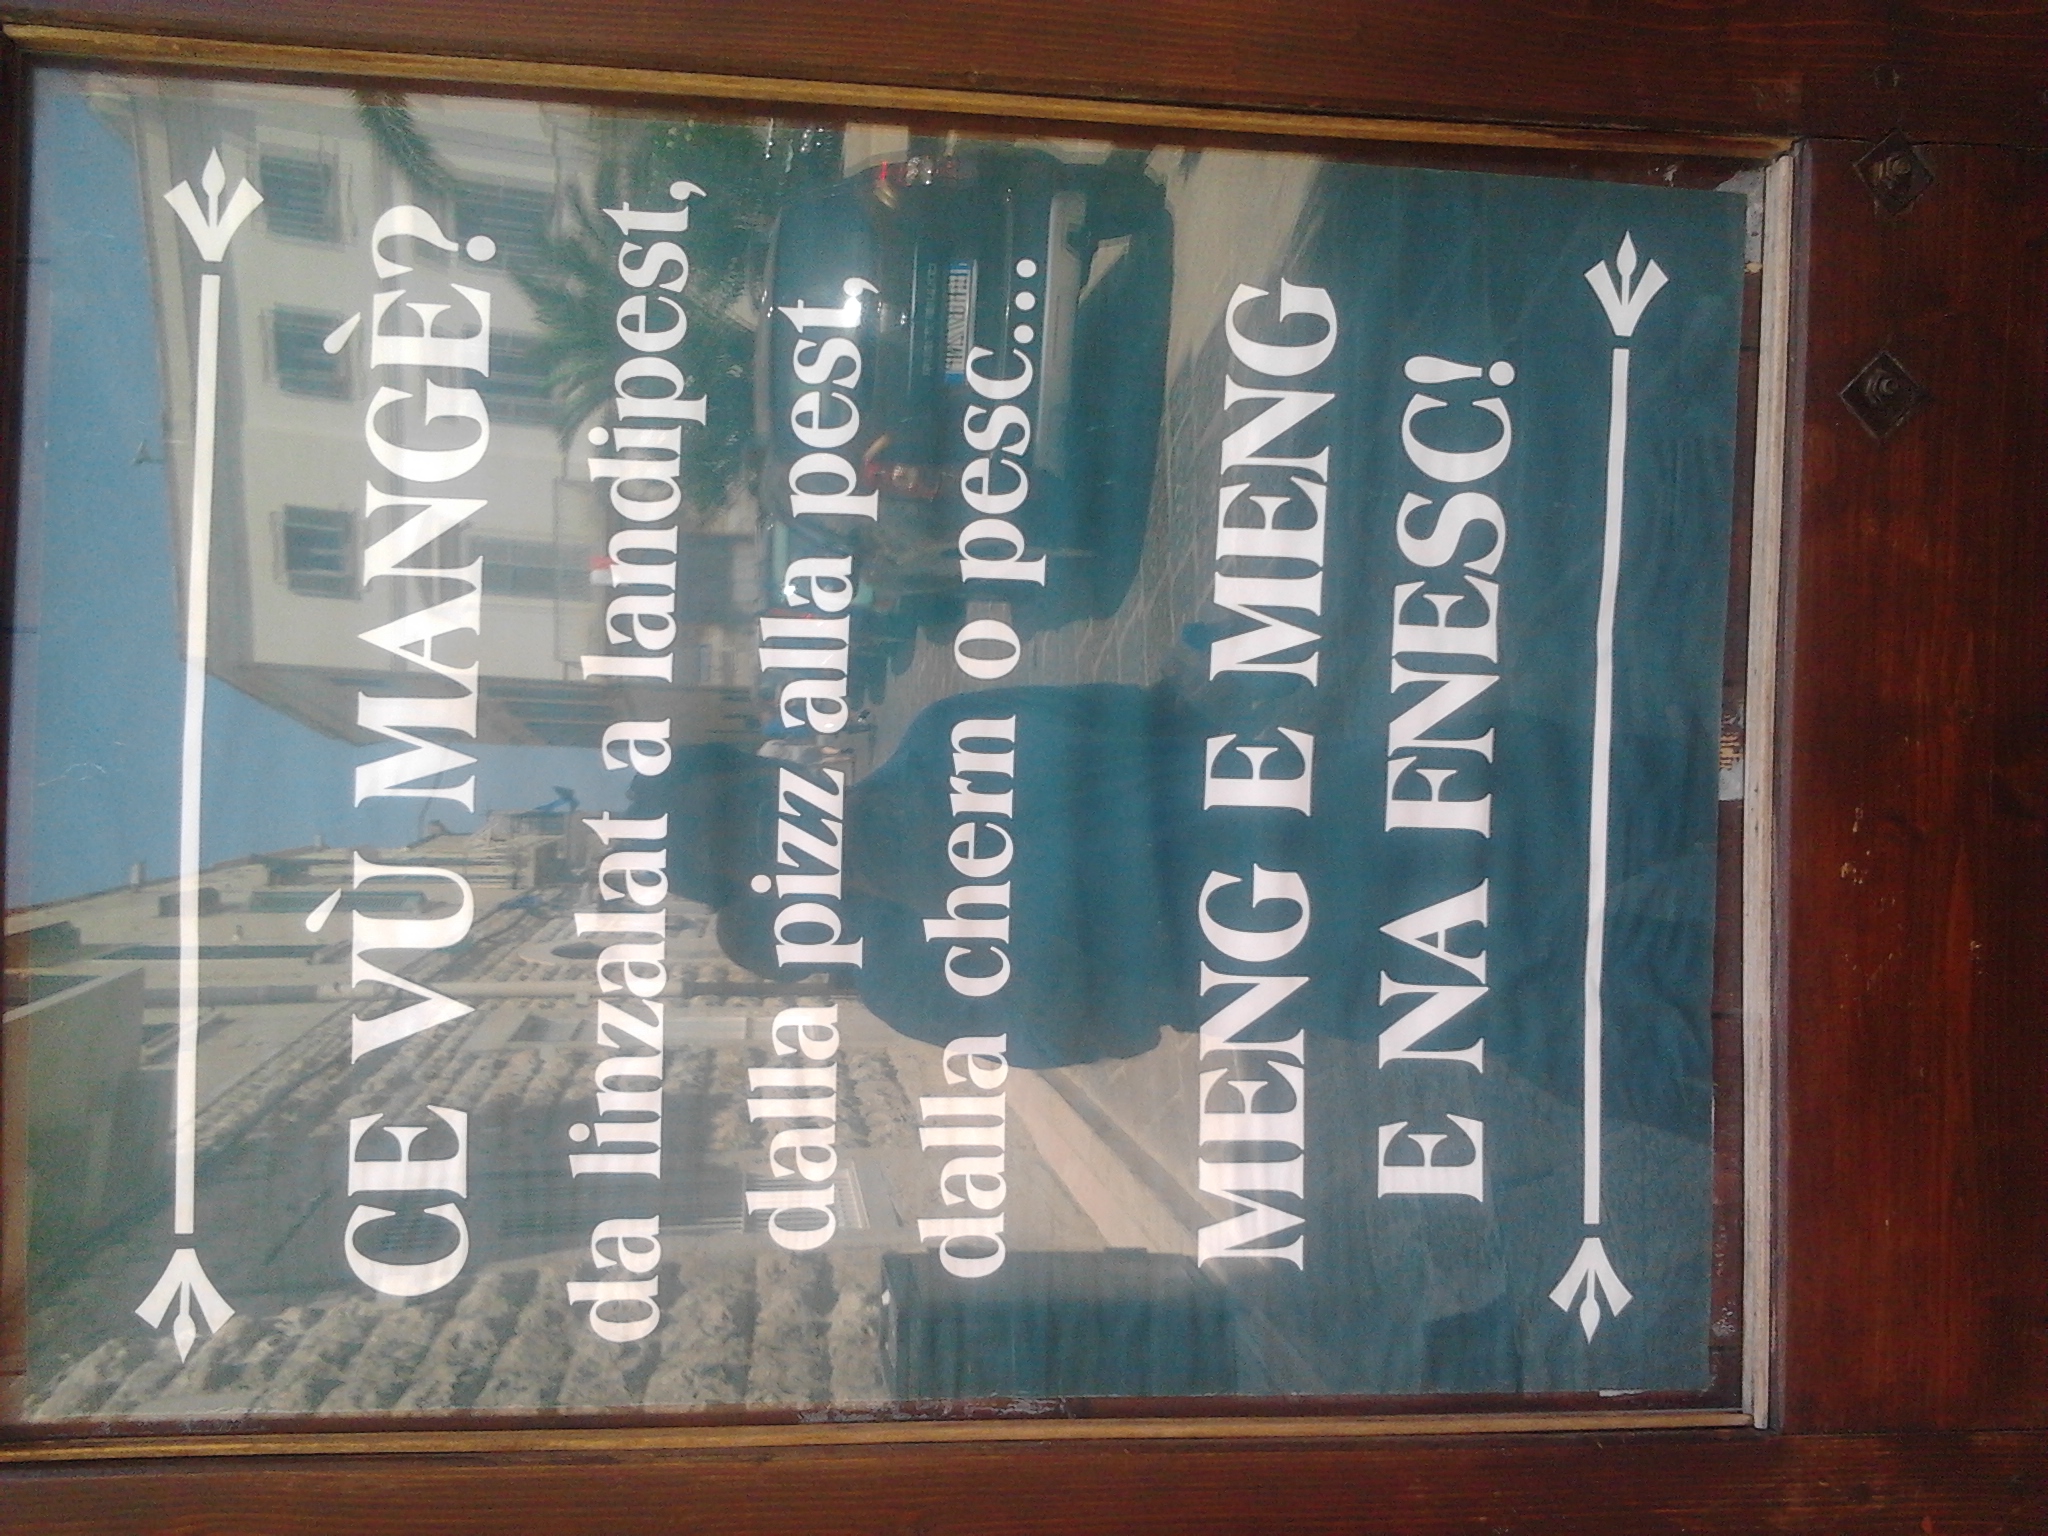 CE VÙ MANGÈ?
da linzalat a landipest,
dalla pizz alla pest,
dalla chern o pesc...
MENG E MENG
E NA FNESC!